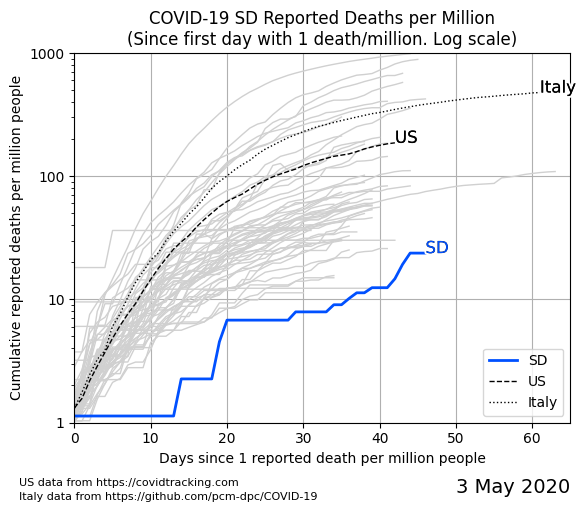 COVID-19 SD Reported Deaths per Million
(Since first day with 1 death/million. Log scale)
1000
100
10
1
Cumulative reported deaths per million people
Italy
US
SD
SD
US
Italy
0 10 20 30 40 50 60
Days since 1 reported death per million people
US data from https://covidtracking.com
Italy data from https://github.com/pcm-dpc/COVID-19
3 May 2020